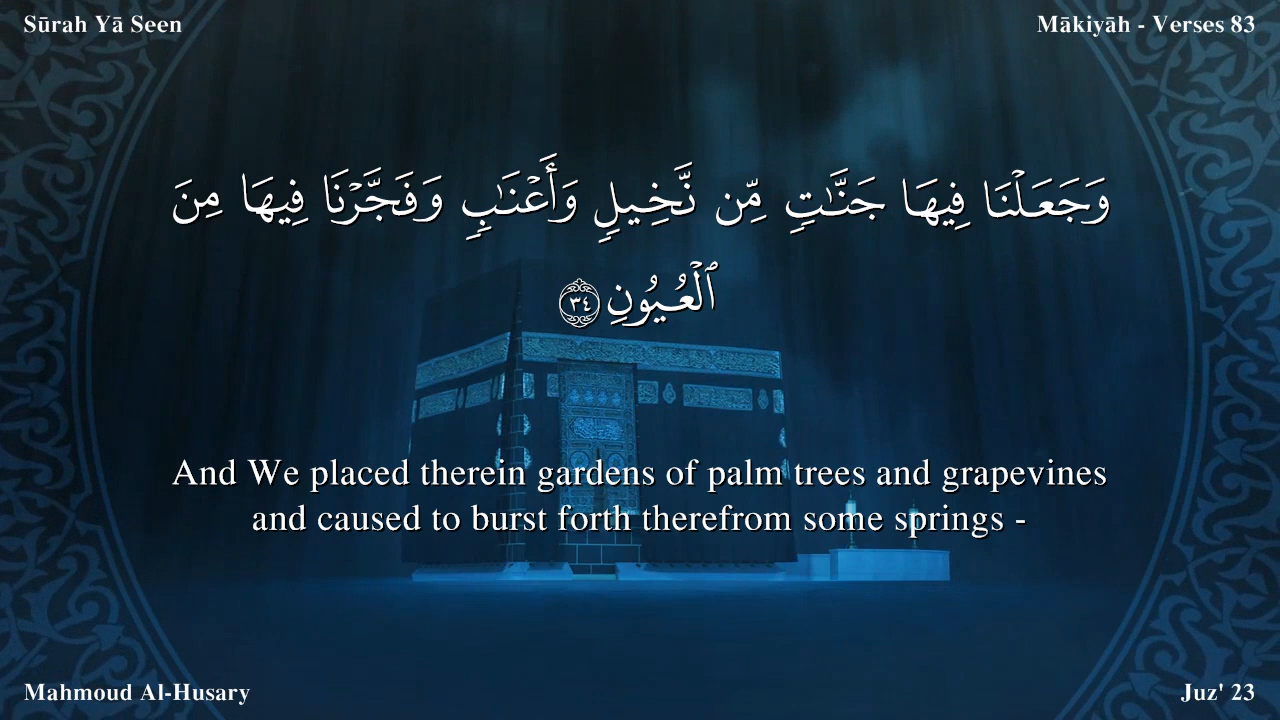 Sūrah Yā Seen
Mākiyāh - Verses 83
وَجَعَلْنَا فِيهَا جَنَّٰتٍ مِّن نَّخِيلٍ وَأَعْنَٰبٍ وَفَجَّرْنَا فِيهَا مِنَ
ٱلْعُيُونِ ٣٤
And We placed therein gardens of palm trees and grapevines
and caused to burst forth therefrom some springs -
Mahmoud Al-Husary
Juz' 23